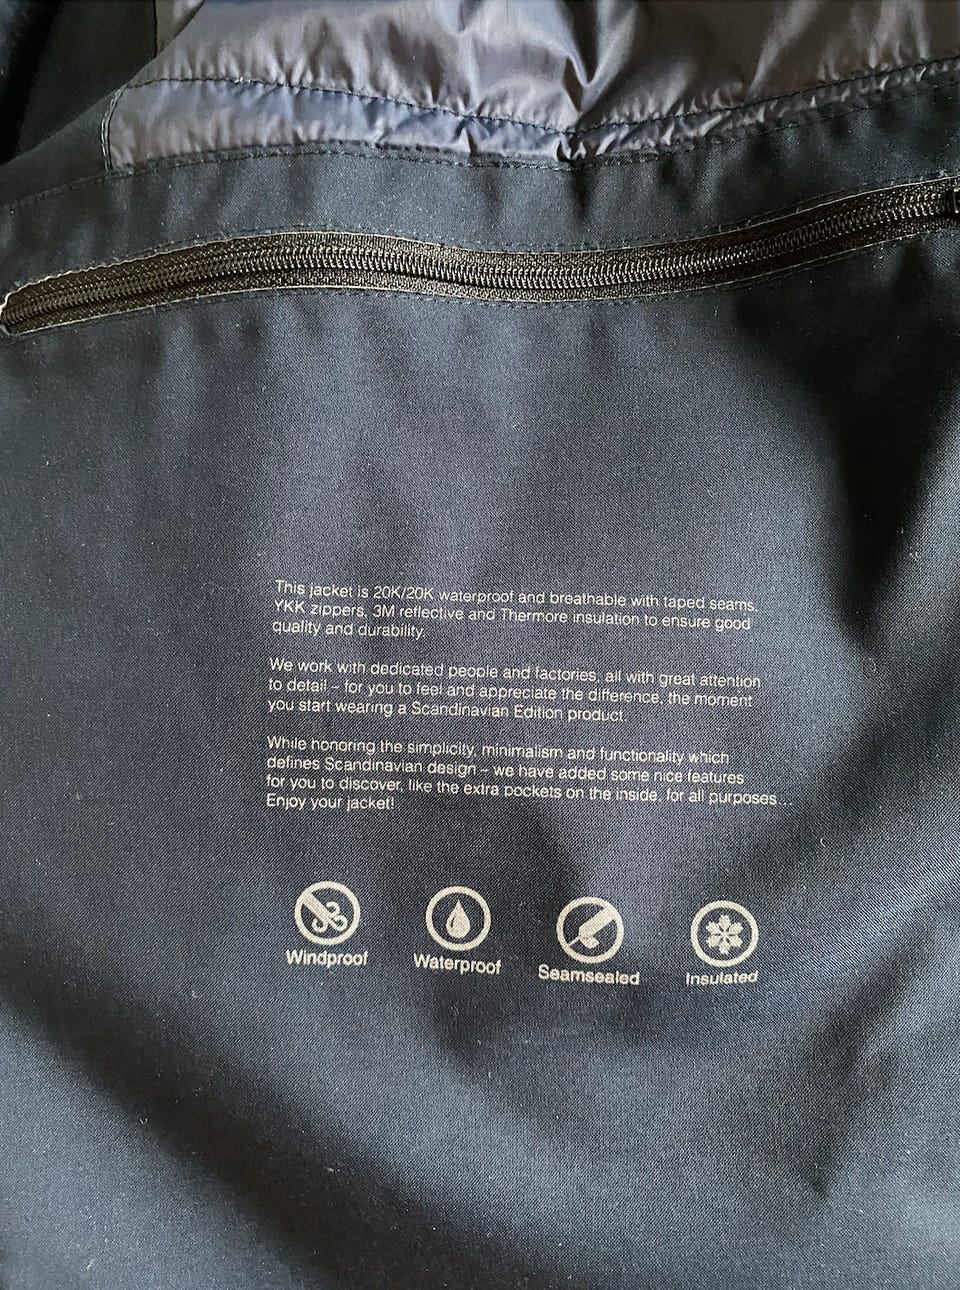 This jacket is 20K/20K waterproof and breathable with taped seams,
YKK zippers, 3M reflective and Thermore insulation to ensure good
quality and durability.
We work with dedicated people and factories, all with great attention
to detail – for you to feel and appreciate the difference, the moment
you start wearing a Scandinavian Edition product.
While honoring the simplicity, minimalism and functionality which
defines Scandinavian design – we have added some nice features
for you to discover, like the extra pockets on the inside, for all purposes...
Enjoy your jacket!
Windproof
Waterproof
Seamsealed
Insulated